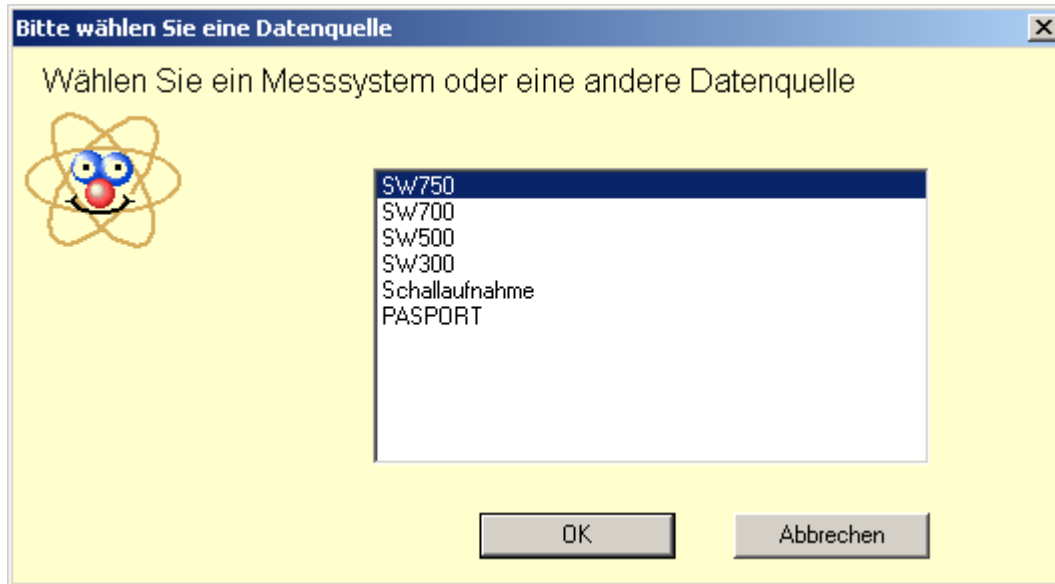 Bitte wählen Sie eine Datenquelle
Wählen Sie ein Messsystem oder eine andere Datenquelle
SW750
SW700
SW500
SW300
Schallaufnahme
PASPORT
OK
Abbrechen